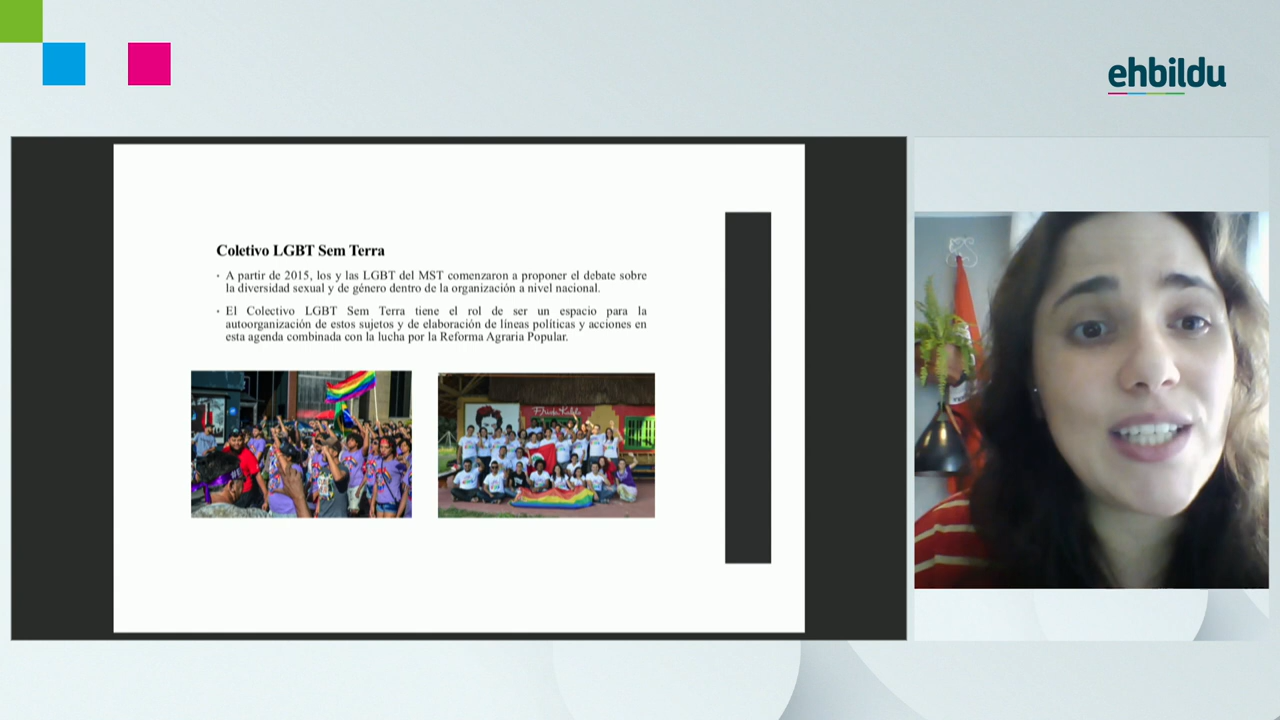 ehbildu
Coletivo LGBT Sem Terra
• A partir de 2015, los y las LGBT del MST comenzaron a proponer el debate sobre
la diversidad sexual y de género dentro de la organización a nivel nacional.
• El Colectivo LGBT Sem Terra tiene el rol de ser un espacio para la
autoorganización de estos sujetos y de elaboración de líneas políticas y acciones en
esta agenda combinada con la lucha por la Reforma Agraria Popular.
Frida Kahlo